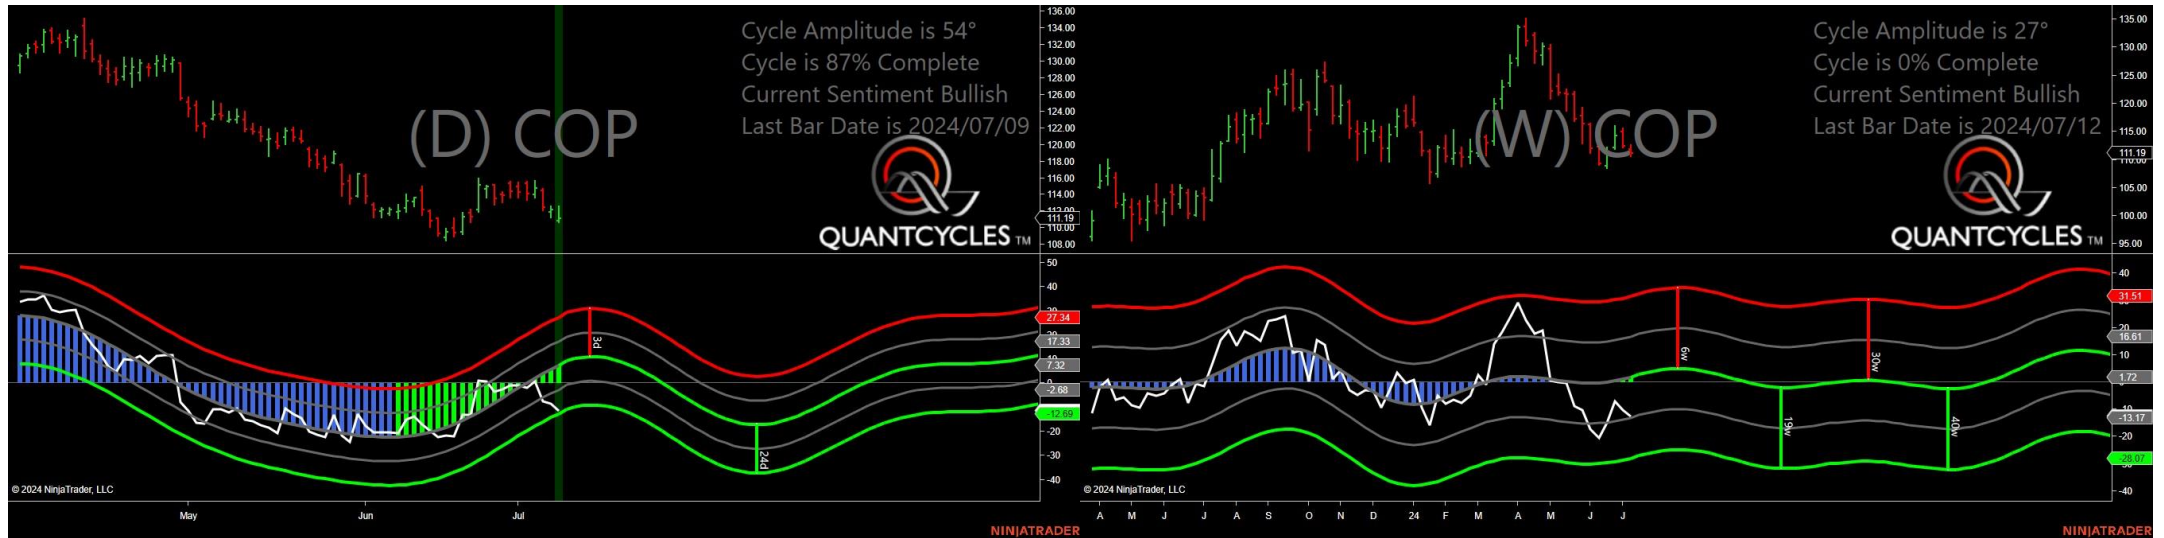 Cycle Amplitude is 54°
Cycle is 87% Complete
Current Sentiment Bullish
Last Bar Date is 2024/07/09
(D) COP
QUANTCYCLES TM
136.00
134.00
132.00
130.00
128.00
126.00
124.00
122.00
120.00
118.00
116.00
114.00
111.19
110.00
108.00
50
40
27.34
17.33
7.32
-2.68
-12.69
-20
-30
-40
3d
24d
© 2024 NinjaTrader, LLC
May
Jun
Jul
NINJATRADER
Cycle Amplitude is 27°
Cycle is 0% Complete
Current Sentiment Bullish
Last Bar Date is 2024/07/12
(W) COP
QUANTCYCLES TM
135.00
130.00
125.00
120.00
115.00
111.19
105.00
100.00
95.00
40
31.51
20
16.61
10
1.72
-13.17
-20
-28.07
-40
6w
30w
19w
40w
© 2024 NinjaTrader, LLC
A M J J A S O N D 24 F M A M J J
NINJATRADER